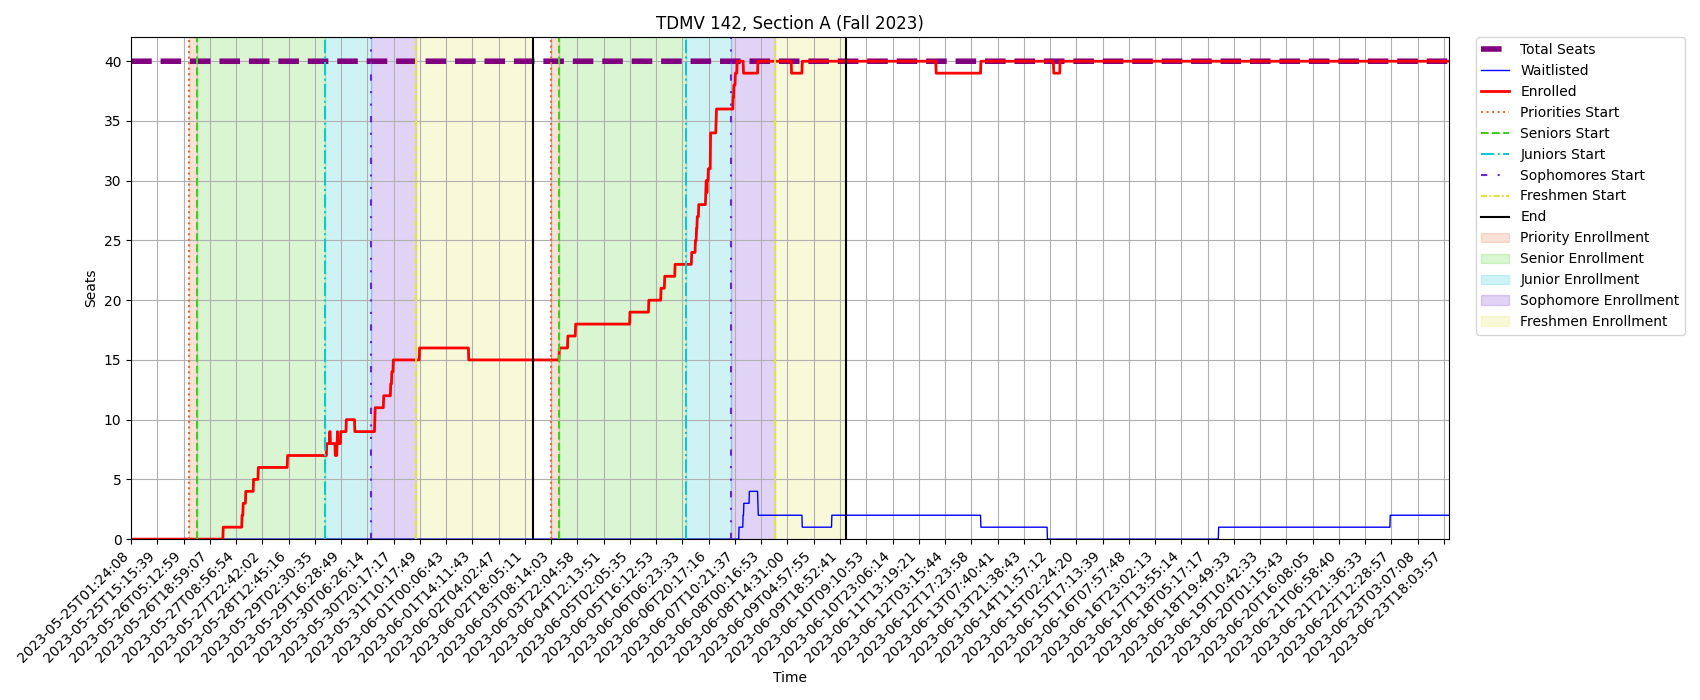 TDMV 142, Section A (Fall 2023)
Seats
40
35
30
25
20
15
10
5
0
2023-05-25T01:24:08
2023-05-25T15:15:39
2023-05-26T05:12:59
2023-05-26T18:59:07
2023-05-27T08:56:54
2023-05-27T22:42:02
2023-05-28T12:45:16
2023-05-29T02:30:35
2023-05-29T16:28:49
2023-05-30T06:26:14
2023-05-30T20:17:17
2023-05-31T10:17:49
2023-06-01T00:06:43
2023-06-01T14:11:43
2023-06-02T04:02:47
2023-06-02T18:05:11
2023-06-03T08:14:03
2023-06-03T22:04:58
2023-06-04T12:13:51
2023-06-05T02:05:35
2023-06-05T16:12:53
2023-06-06T06:23:33
2023-06-06T20:17:16
2023-06-07T10:21:37
2023-06-08T00:16:53
2023-06-08T14:31:00
2023-06-09T04:57:55
2023-06-09T18:52:41
2023-06-10T09:10:53
2023-06-10T23:06:14
2023-06-11T13:19:21
2023-06-12T03:15:44
2023-06-12T17:23:58
2023-06-13T07:40:41
2023-06-13T21:38:43
2023-06-14T11:57:12
2023-06-15T02:24:20
2023-06-15T17:13:39
2023-06-16T07:57:48
2023-06-16T23:02:13
2023-06-17T13:55:14
2023-06-18T05:17:17
2023-06-18T19:49:33
2023-06-19T10:42:33
2023-06-20T01:15:43
2023-06-20T16:08:05
2023-06-21T06:58:40
2023-06-21T21:36:33
2023-06-22T12:28:57
2023-06-23T03:07:08
2023-06-23T18:03:57
Time
Total Seats
Waitlisted
Enrolled
Priorities Start
Seniors Start
Juniors Start
Sophomores Start
Freshmen Start
End
Priority Enrollment
Senior Enrollment
Junior Enrollment
Sophomore Enrollment
Freshmen Enrollment